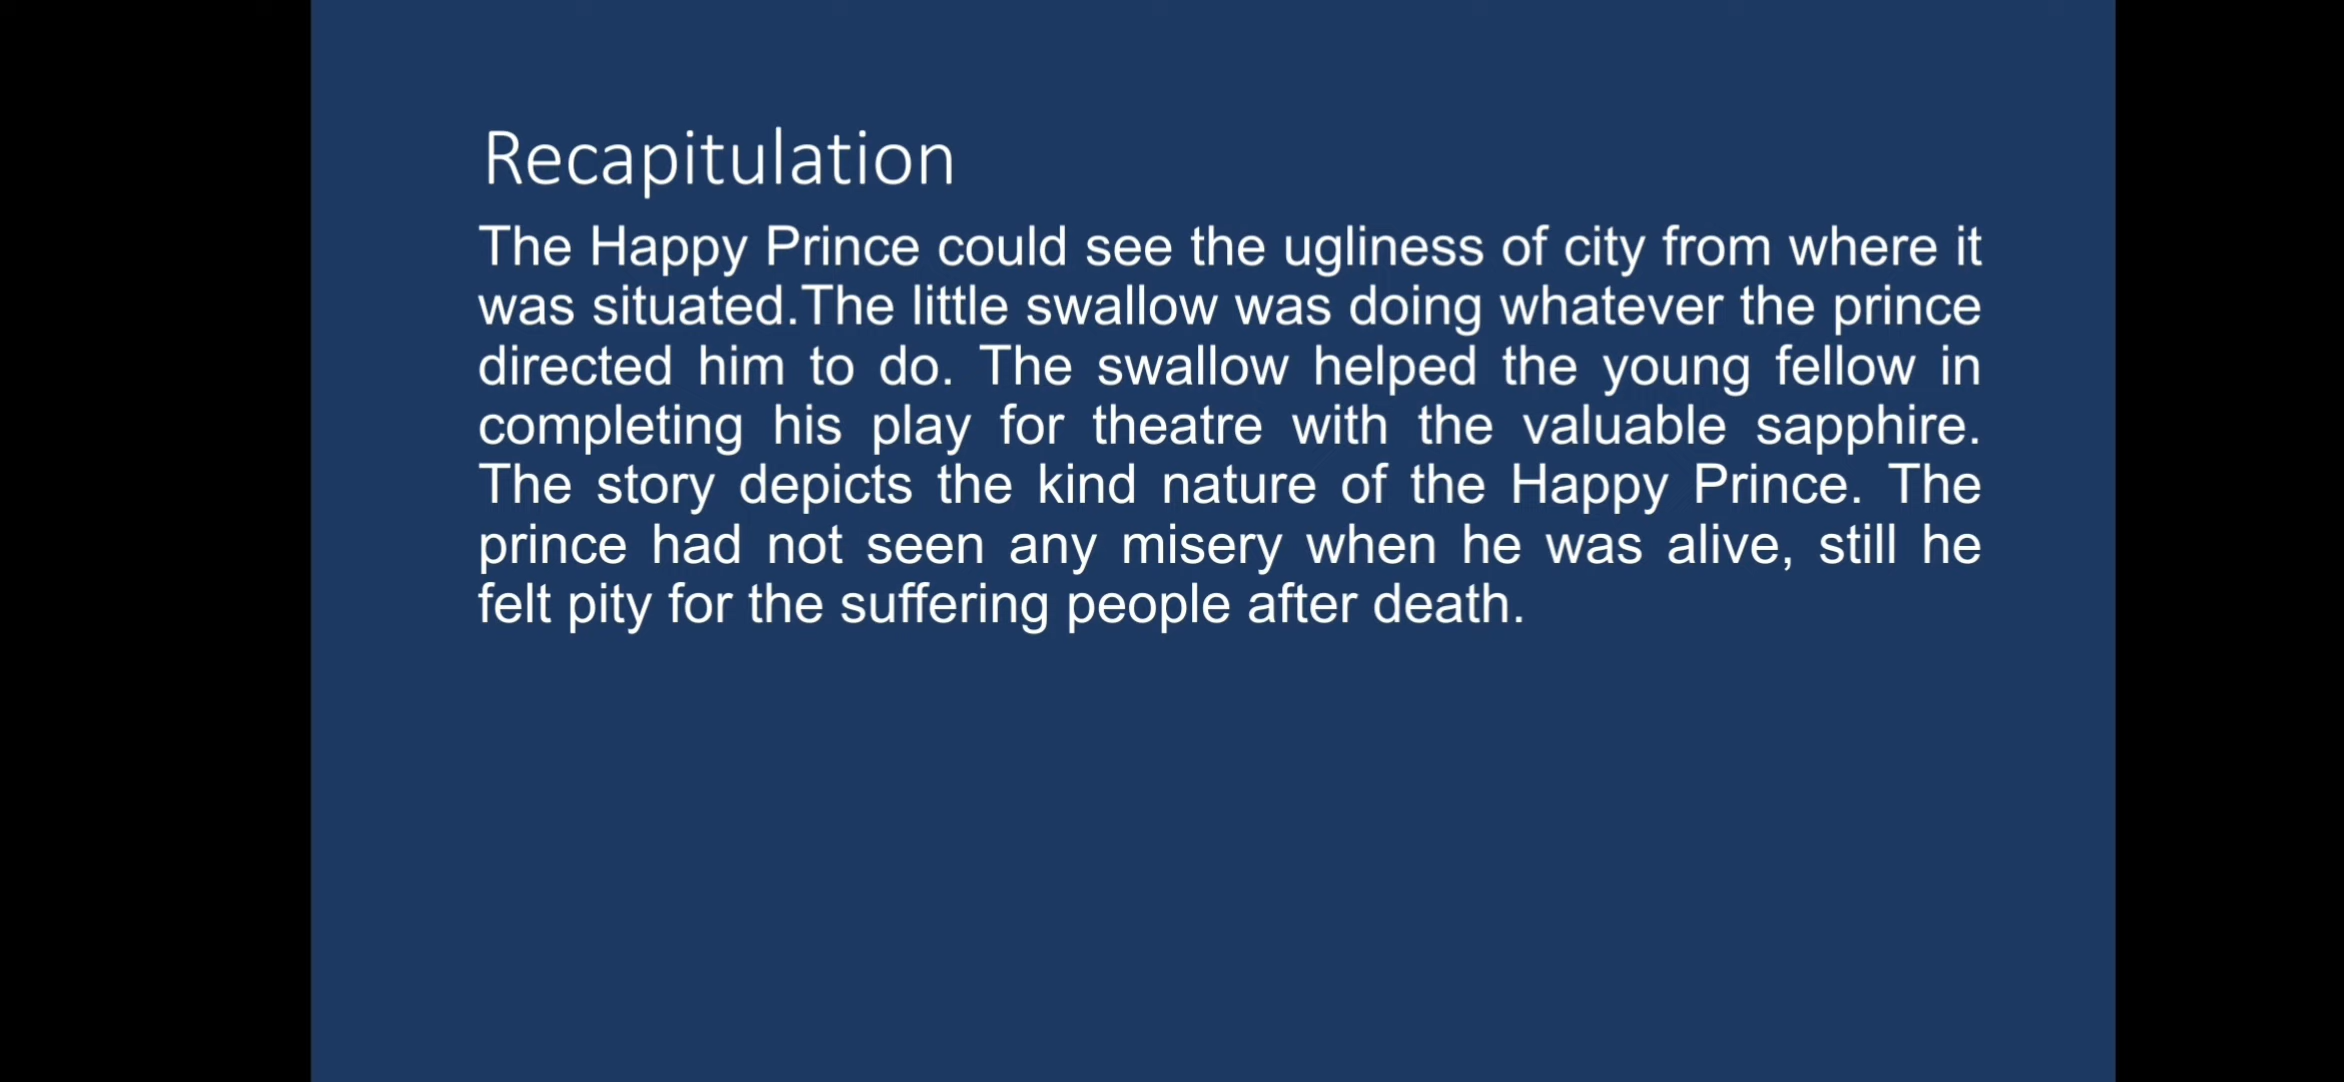 Recapitulation
The Happy Prince could see the ugliness of city from where it
was situated.The little swallow was doing whatever the prince
directed him to do. The swallow helped the young fellow in
completing his play for theatre with the valuable sapphire.
The story depicts the kind nature of the Happy Prince. The
prince had not seen any misery when he was alive, still he
felt pity for the suffering people after death.